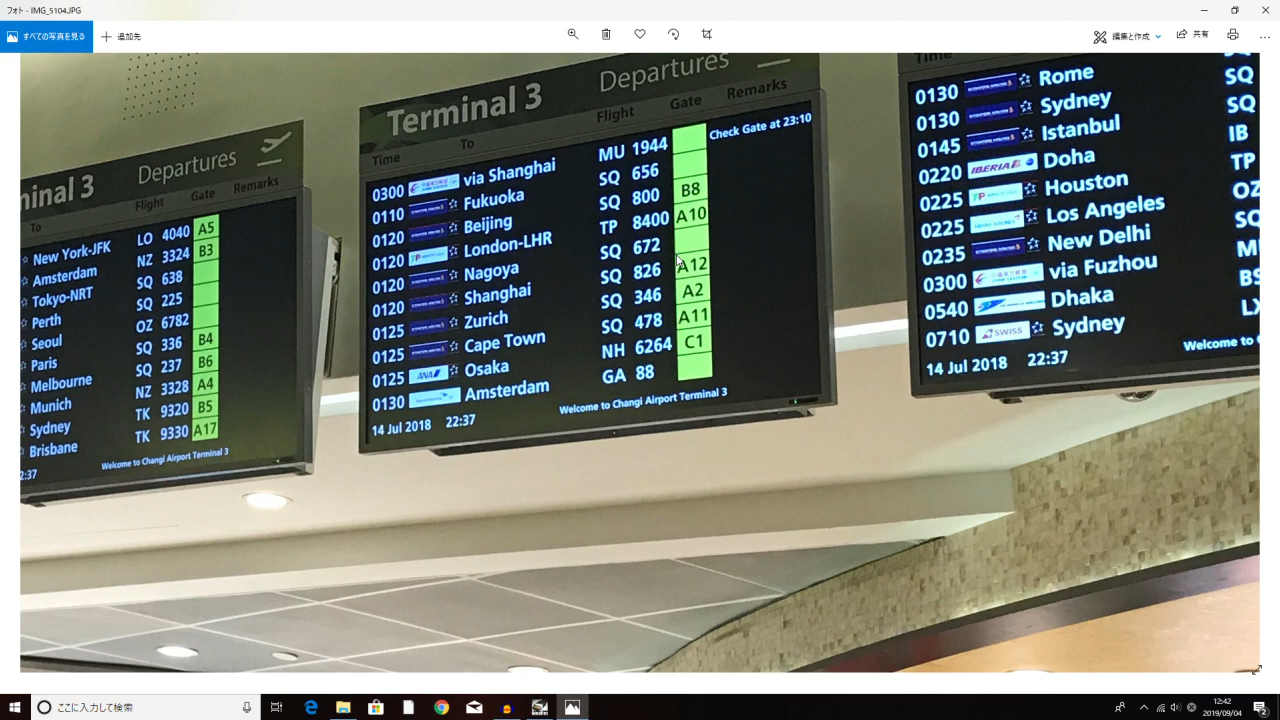 フォト - IMG_5104.JPG
すべての写真を見る 追加先 編集と作成 共有
minal 3 Departures
To Flight Gate Remarks
New York-JFK LO 4040 A5
Amsterdam NZ 3324 B3
Tokyo-NRT SQ 638
Perth SQ 225
Seoul OZ 6782
Paris SQ 336 B4
Melbourne SQ 237 B6
Munich NZ 3328 A4
Sydney TK 9320 B5
Brisbane TK 9330 A17
2:37 Welcome to Changi Airport Terminal 3
Terminal 3 Departures
Time To Flight Gate Remarks
0300 via Shanghai MU 1944 Check Gate at 23:10
0110 Fukuoka SQ 656
0120 Beijing SQ 800 B8
0120 London-LHR TP 8400 A10
0120 Nagoya SQ 672
0120 Shanghai SQ 826 A12
0125 Zurich SQ 346 A2
0125 Cape Town SQ 478 A11
0125 ANA Osaka NH 6264 C1
0130 Amsterdam GA 88
14 Jul 2018 22:37 Welcome to Changi Airport Terminal 3
Time
0130 Rome SQ
0130 Sydney SQ
0145 Istanbul SQ
0220 IBERIA Doha IB
0225 Houston TP
0225 Los Angeles OZ
0235 New Delhi SQ
0300 via Fuzhou M
0540 Dhaka BS
0710 SWISS Sydney LX
14 Jul 2018 22:37 Welcome to C
ここに入力して検索
12:42
2019/09/04
2